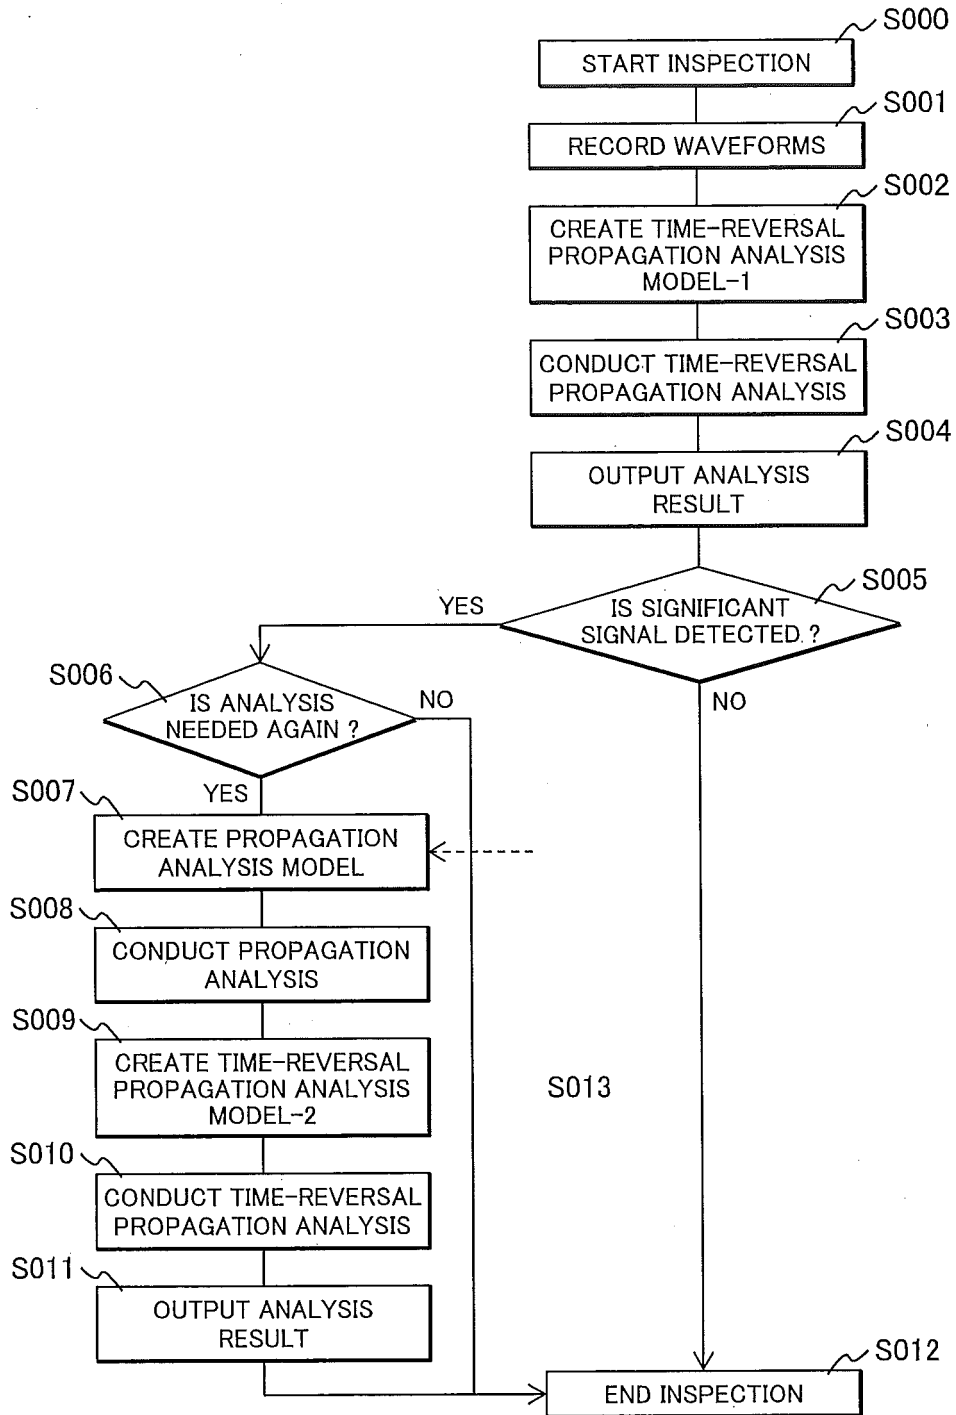 S000
START INSPECTION
S001
RECORD WAVEFORMS
S002
CREATE TIME-REVERSAL
PROPAGATION ANALYSIS
MODEL-1
S003
CONDUCT TIME-REVERSAL
PROPAGATION ANALYSIS
S004
OUTPUT ANALYSIS
RESULT
S005
IS SIGNIFICANT
SIGNAL DETECTED ?
YES
NO
S006
IS ANALYSIS
NEEDED AGAIN ?
NO
YES
S007
CREATE PROPAGATION
ANALYSIS MODEL
S008
CONDUCT PROPAGATION
ANALYSIS
S009
CREATE TIME-REVERSAL
PROPAGATION ANALYSIS
MODEL-2
S013
S010
CONDUCT TIME-REVERSAL
PROPAGATION ANALYSIS
S011
OUTPUT ANALYSIS
RESULT
S012
END INSPECTION